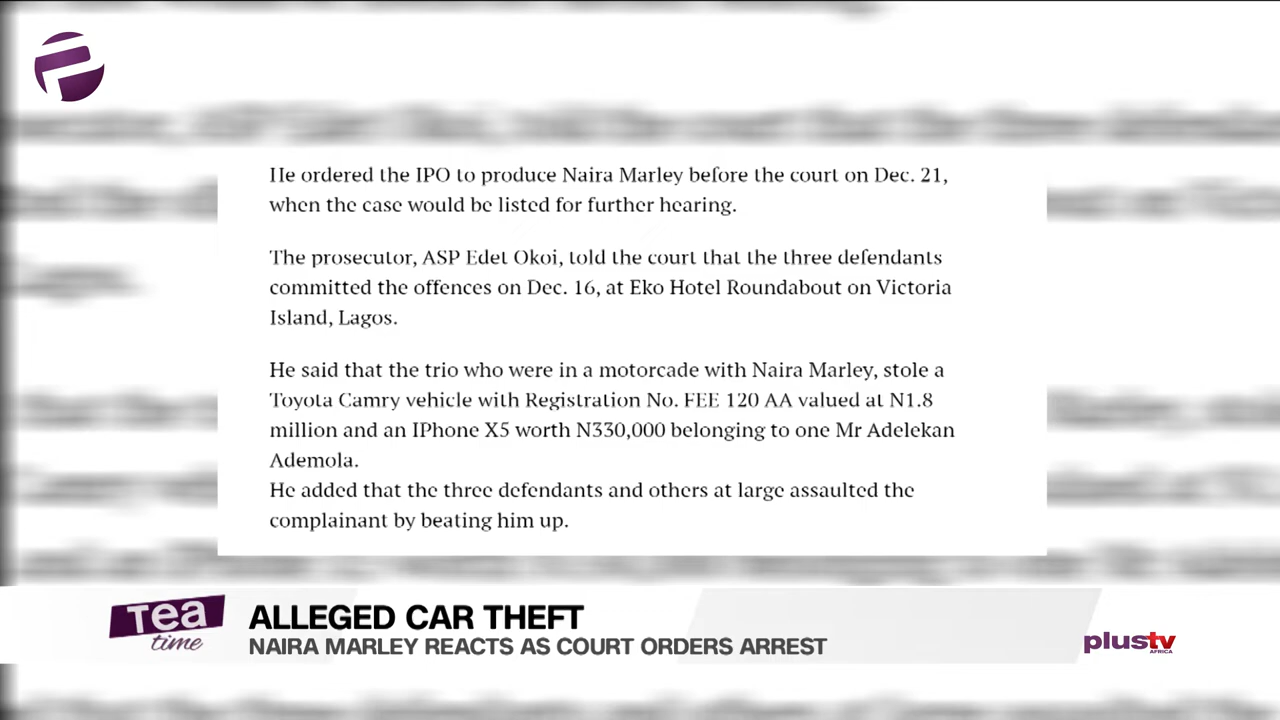 He ordered the IPO to produce Naira Marley before the court on Dec. 21,
when the case would be listed for further hearing.
The prosecutor, ASP Edet Okoi, told the court that the three defendants
committed the offences on Dec. 16, at Eko Hotel Roundabout on Victoria
Island, Lagos.
He said that the trio who were in a motorcade with Naira Marley, stole a
Toyota Camry vehicle with Registration No. FEE 120 AA valued at N1.8
million and an IPhone X5 worth N330,000 belonging to one Mr Adelekan
Ademola.
He added that the three defendants and others at large assaulted the
complainant by beating him up.
Tea
time
ALLEGED CAR THEFT
NAIRA MARLEY REACTS AS COURT ORDERS ARREST
plustv
AFRICA